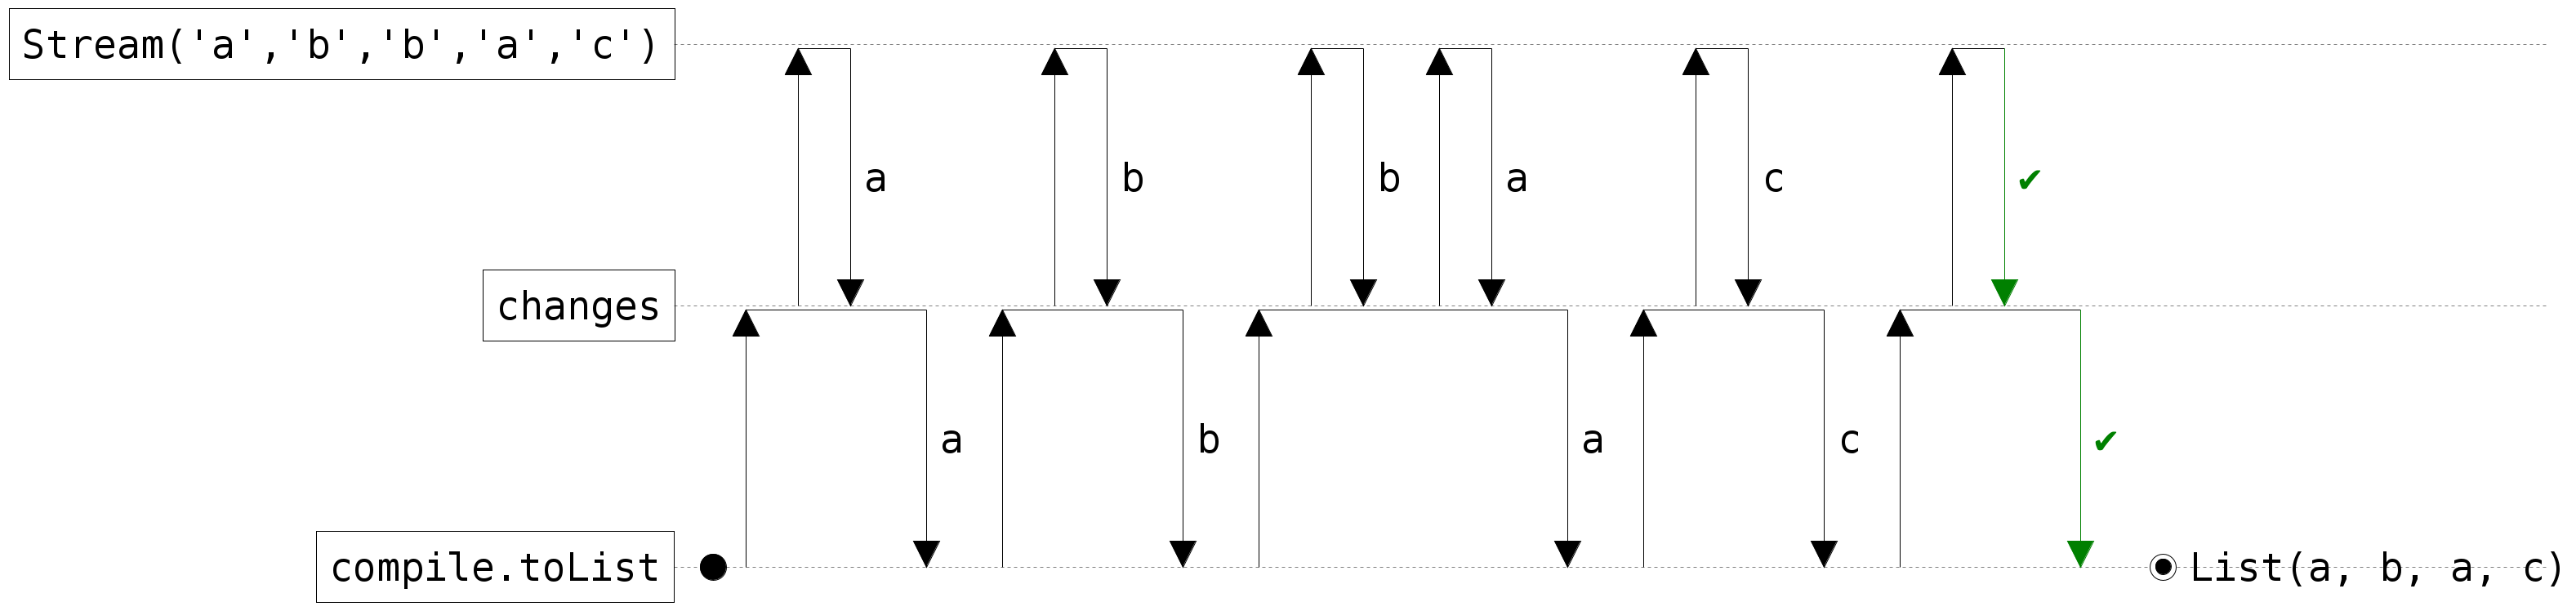 Stream('a','b','b','a','c')
a b b a c ✔
changes
a b a c ✔
compile.toList List(a, b, a, c)